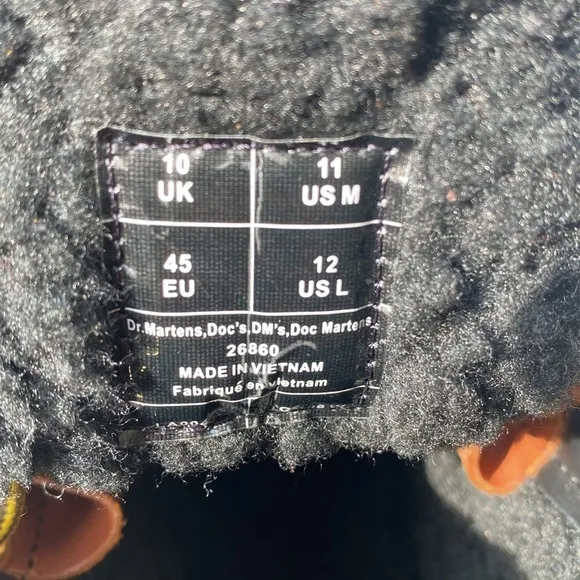 10 11
UK US M
45 12
EU US L
Dr.Martens,Doc's,DM's,Doc Martens
26860
MADE IN VIETNAM
Fabriqué en vietnam